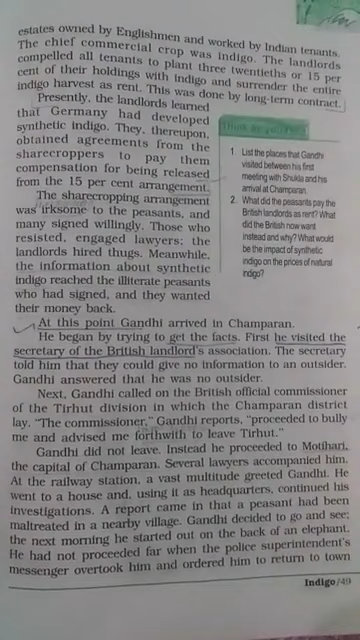 estates owned by Englishmen and worked by Indian tenants.
The chief commercial crop was indigo. The landlords
compelled all tenants to plant three twentieths or 15 per
cent of their holdings with indigo and surrender the entire
indigo harvest as rent. This was done by long-term contract.
Presently, the landlords learned
that Germany had developed
synthetic indigo. They, thereupon,
obtained agreements from the
sharecroppers to pay them
compensation for being released
from the 15 per cent arrangement.
The sharecropping arrangement
was irksome to the peasants, and
many signed willingly. Those who
resisted, engaged lawyers; the
landlords hired thugs. Meanwhile,
the information about synthetic
indigo reached the illiterate peasants
who had signed, and they wanted
their money back.
1. List the places that Gandhi
visited between his first
meeting with Shukla and his
arrival at Champaran.
2. What did the peasants pay the
British landlords as rent? What
did the British now want
instead and why? What would
be the impact of synthetic
indigo on the prices of natural
indigo?
At this point Gandhi arrived in Champaran.
He began by trying to get the facts. First he visited the
secretary of the British landlord's association. The secretary
told him that they could give no information to an outsider.
Gandhi answered that he was no outsider.
Next, Gandhi called on the British official commissioner
of the Tirhut division in which the Champaran district
lay. "The commissioner," Gandhi reports, "proceeded to bully
me and advised me forthwith to leave Tirhut."
Gandhi did not leave. Instead he proceeded to Motihari,
the capital of Champaran. Several lawyers accompanied him.
At the railway station, a vast multitude greeted Gandhi. He
went to a house and, using it as headquarters, continued his
investigations. A report came in that a peasant had been
maltreated in a nearby village. Gandhi decided to go and see;
the next morning he started out on the back of an elephant.
He had not proceeded far when the police superintendent's
messenger overtook him and ordered him to return to town
Indigo/49